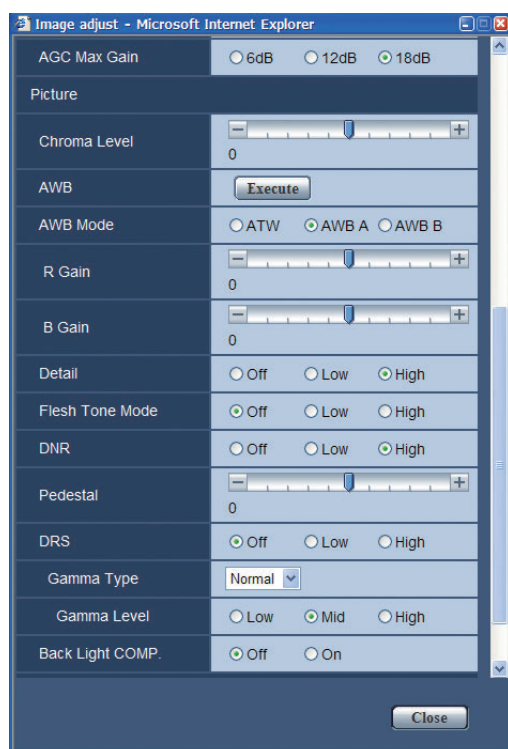 Image adjust - Microsoft Internet Explorer
AGC Max Gain 6dB 12dB 18dB
Picture
Chroma Level
0
AWB Execute
AWB Mode ATW AWB A AWB B
R Gain
0
B Gain
0
Detail Off Low High
Flesh Tone Mode Off Low High
DNR Off Low High
Pedestal
0
DRS Off Low High
Gamma Type Normal
Gamma Level Low Mid High
Back Light COMP. Off On
Close